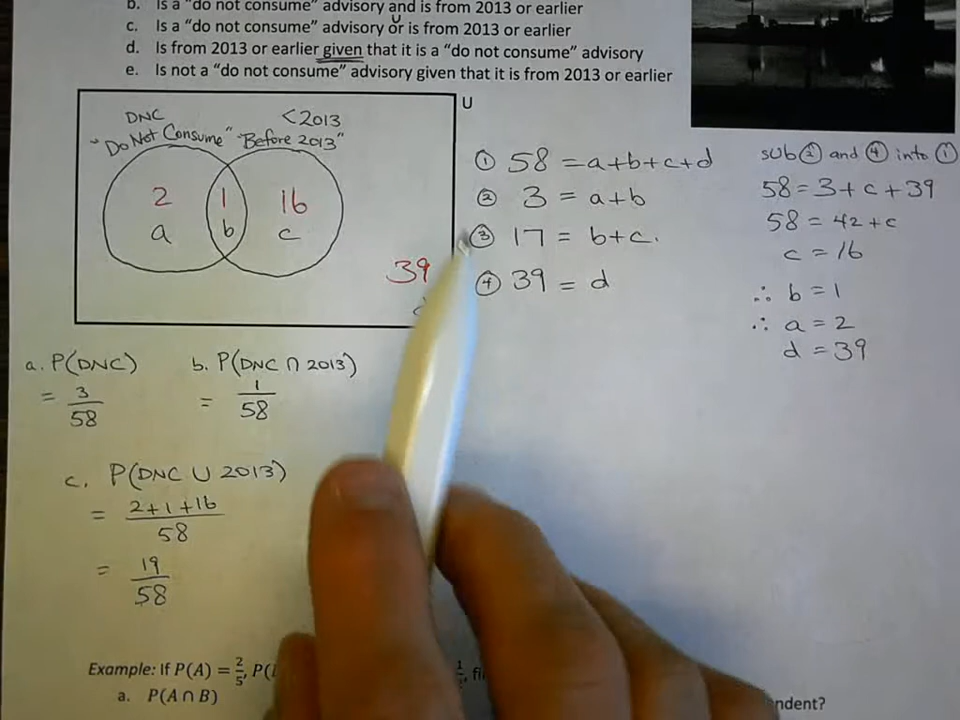 b. Is a "do not consume" advisory and is from 2013 or earlier
∪
c. Is a "do not consume" advisory or is from 2013 or earlier
d. Is from 2013 or earlier given that it is a "do not consume" advisory
e. Is not a "do not consume" advisory given that it is from 2013 or earlier
U
DNC
"Do Not Consume"
<2013
"Before 2013"
2 1 16
a b c
39
d
① 58 = a+b+c+d
② 3 = a+b
③ 17 = b+c.
④ 39 = d
sub ② and ④ into ①
58 = 3+c+39
58 = 42+c
c = 16
∴ b = 1
∴ a = 2
d = 39
a. P(DNC)
= 3/58
b. P(DNC ∩ 2013)
= 1/58
c. P(DNC ∪ 2013)
= 2+1+16/58
= 19/58
Example: If P(A) = 2/5, P(
a. P(A ∩ B)